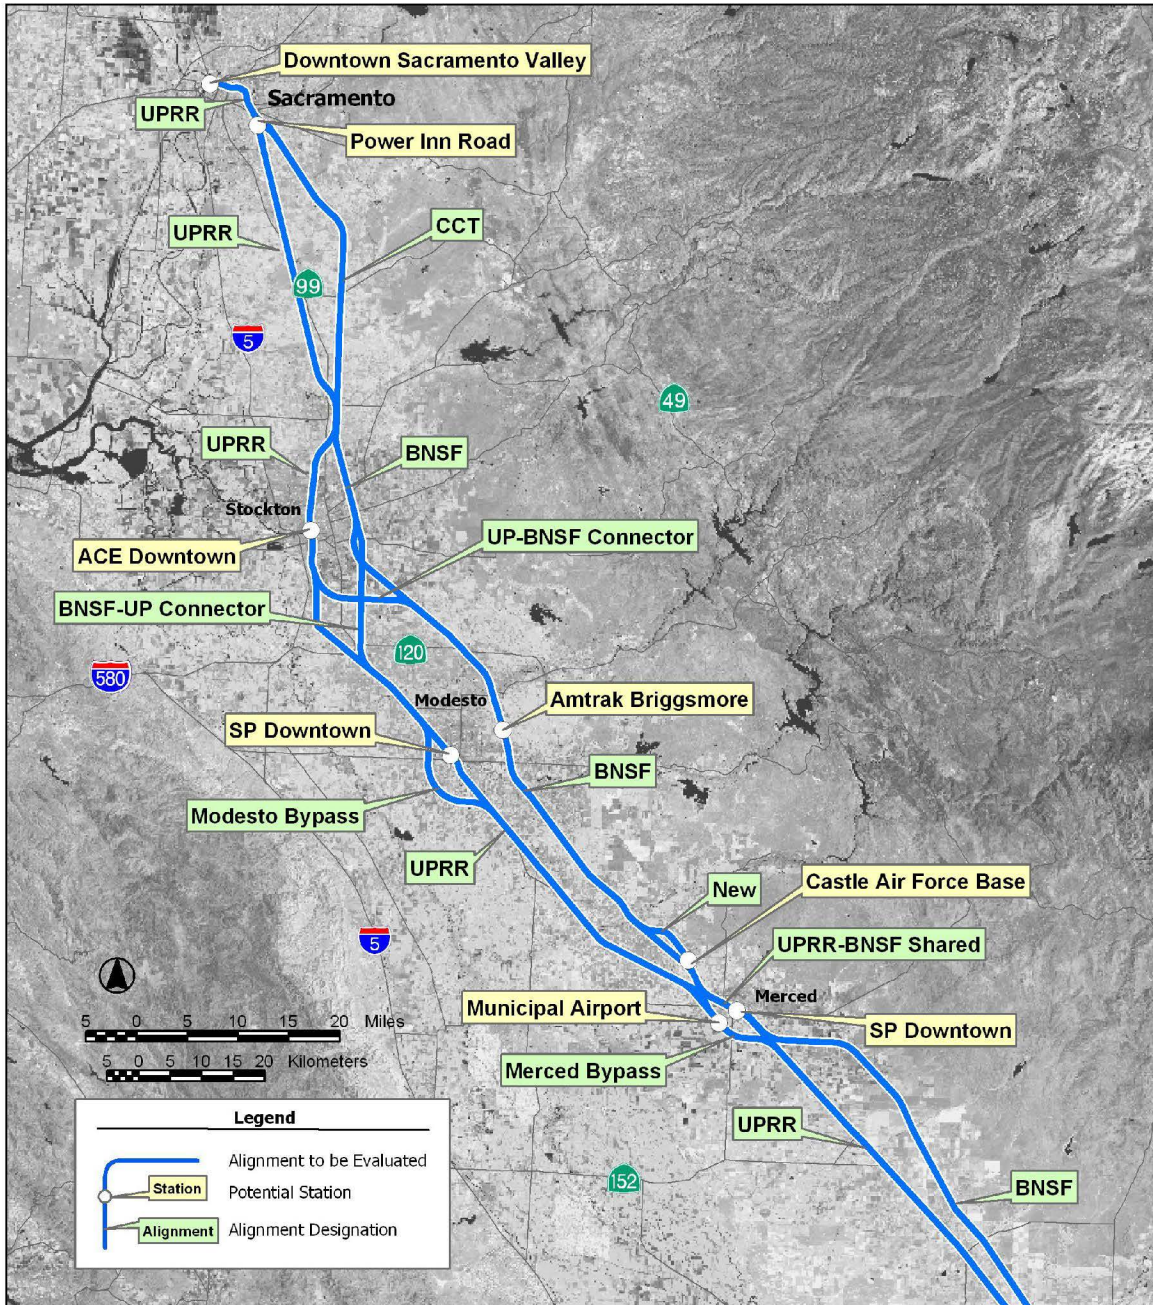 Downtown Sacramento Valley
Sacramento
UPRR
Power Inn Road
UPRR
CCT
99
5
49
UPRR
BNSF
Stockton
UP-BNSF Connector
ACE Downtown
BNSF-UP Connector
120
580
Modesto
Amtrak Briggsmore
SP Downtown
BNSF
Modesto Bypass
UPRR
New
Castle Air Force Base
5
UPRR-BNSF Shared
Merced
Municipal Airport
SP Downtown
5 0 5 10 15 20 Miles
5 0 5 10 15 20 Kilometers
Merced Bypass
UPRR
152
BNSF
Legend
Alignment to be Evaluated
Station Potential Station
Alignment Alignment Designation